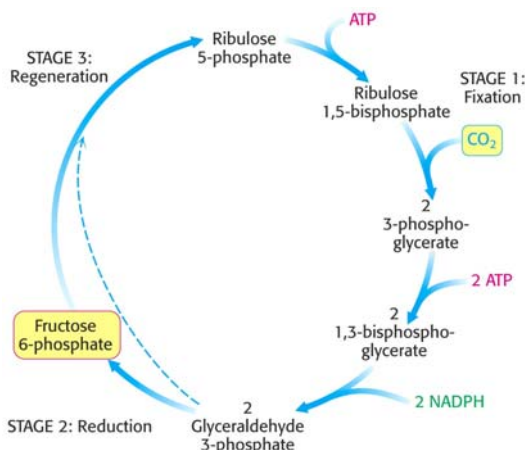 STAGE 3:
Regeneration
Ribulose
5-phosphate
ATP
Ribulose
1,5-bisphosphate
STAGE 1:
Fixation
CO₂
2
3-phospho-
glycerate
2 ATP
2
1,3-bisphospho-
glycerate
2 NADPH
2
Glyceraldehyde
3-phosphate
STAGE 2: Reduction
Fructose
6-phosphate